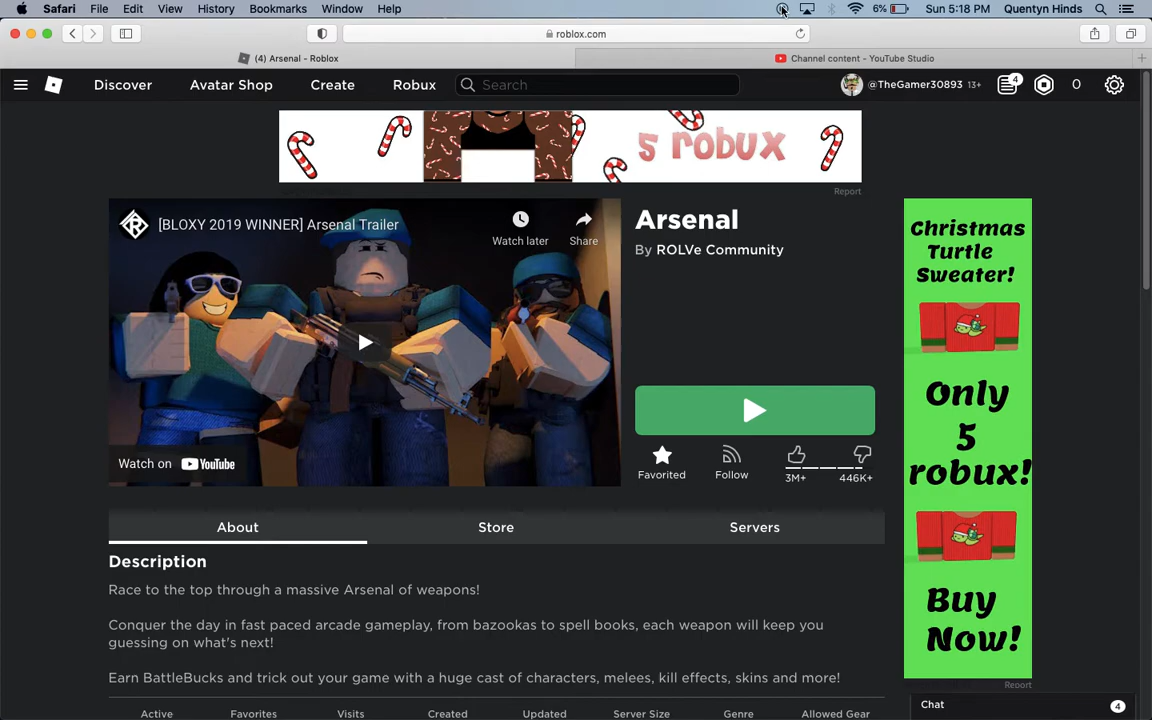 Safari File Edit View History Bookmarks Window Help 6% Sun 5:18 PM Quentyn Hinds
roblox.com
(4) Arsenal - Roblox
Channel content - YouTube Studio
Discover Avatar Shop Create Robux Search @TheGamer30893 13+ 4 0
5 robux
Report
[BLOXY 2019 WINNER] Arsenal Trailer
Watch later Share
Watch on YouTube
Arsenal
By ROLVe Community
Favorited Follow 3M+ 446K+
About Store Servers
Description
Race to the top through a massive Arsenal of weapons!
Conquer the day in fast paced arcade gameplay, from bazookas to spell books, each weapon will keep you
guessing on what's next!
Earn BattleBucks and trick out your game with a huge cast of characters, melees, kill effects, skins and more!
Active Favorites Visits Created Updated Server Size Genre Allowed Gear
Christmas
Turtle
Sweater!
Only
5
robux!
Buy
Now!
Report
Chat 4